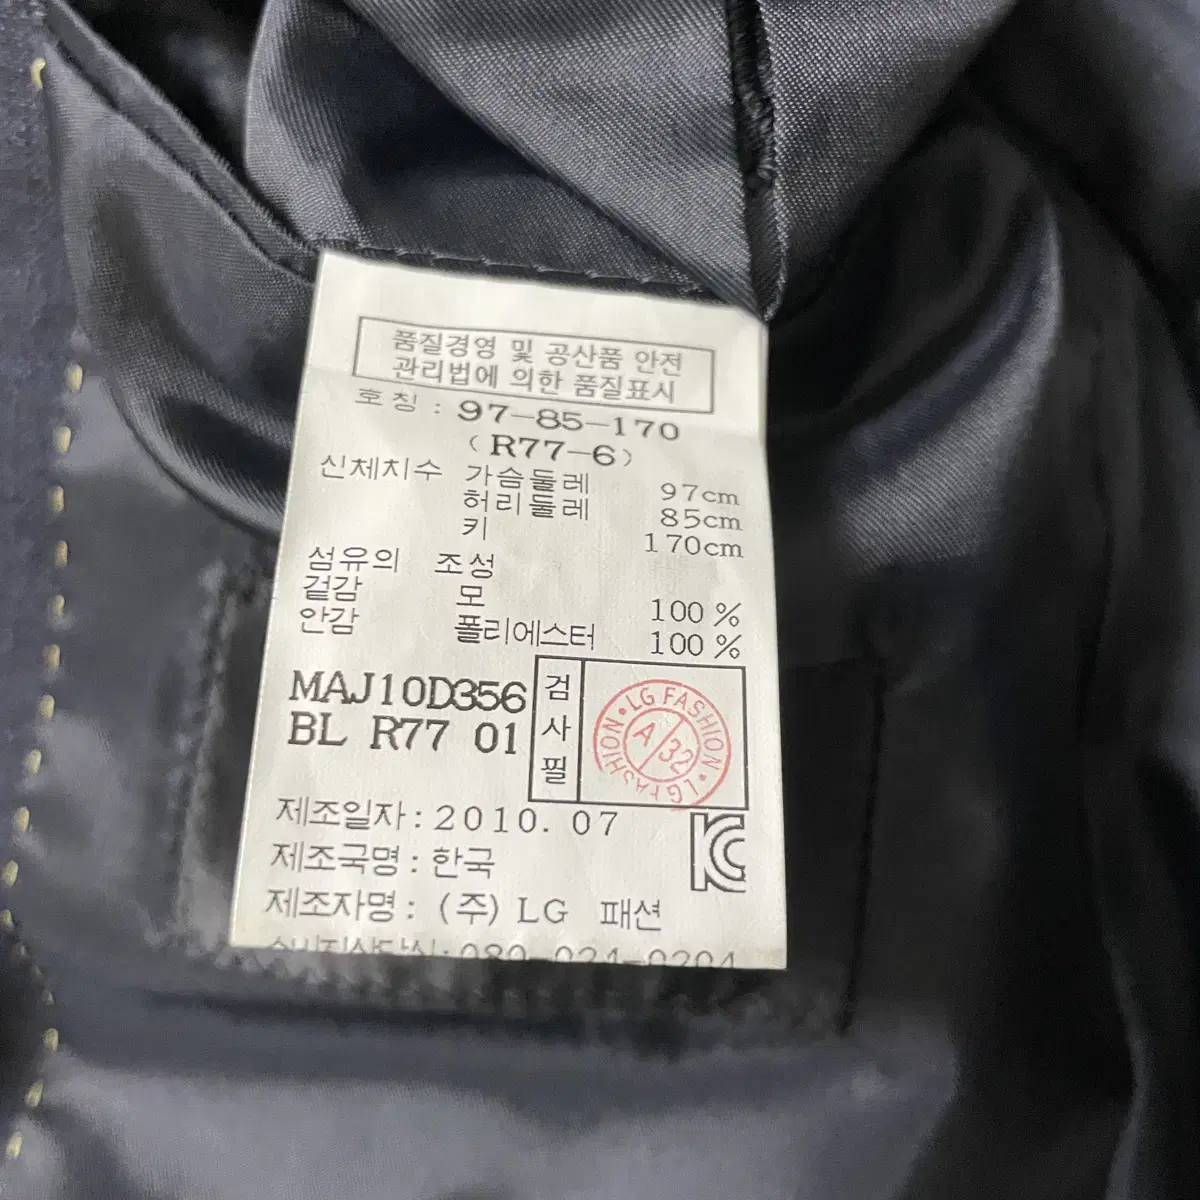 품질경영 및 공산품 안전
관리법에 의한 품질표시
호칭 : 97-85-170
(R77-6)
신체치수 가슴둘레 97cm
허리둘레 85cm
키 170cm
섬유의 조성
겉감 모 100%
안감 폴리에스터 100%
MAJ10D356
BL R77 01
검사필
LG FASHION · LG FASHION ·
A/32
제조일자 : 2010. 07
KC
제조국명 : 한국
제조자명 : (주) LG 패션